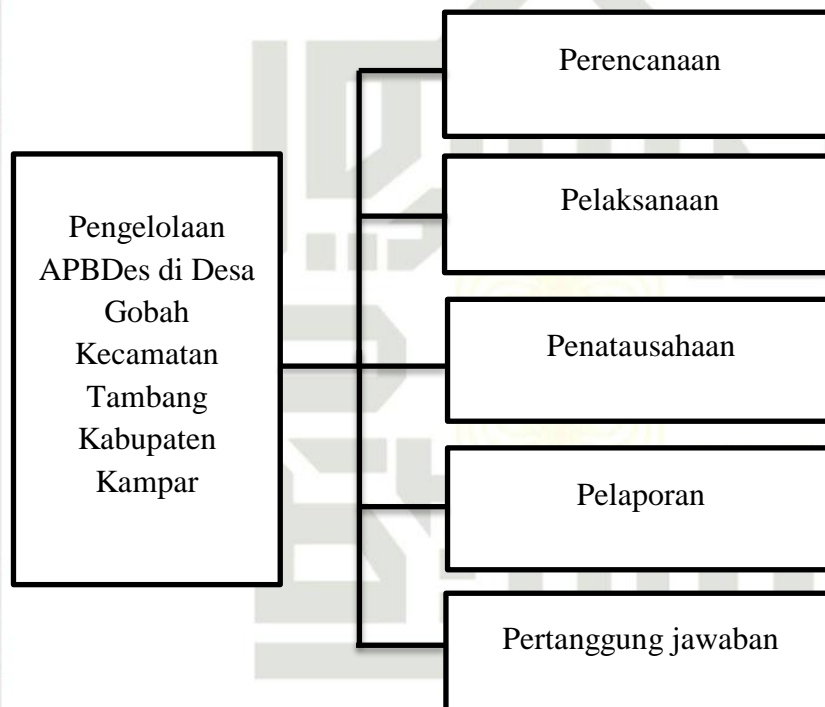 Pengelolaan
APBDes di Desa
Gobah
Kecamatan
Tambang
Kabupaten
Kampar
Perencanaan
Pelaksanaan
Penatausahaan
Pelaporan
Pertanggung jawaban